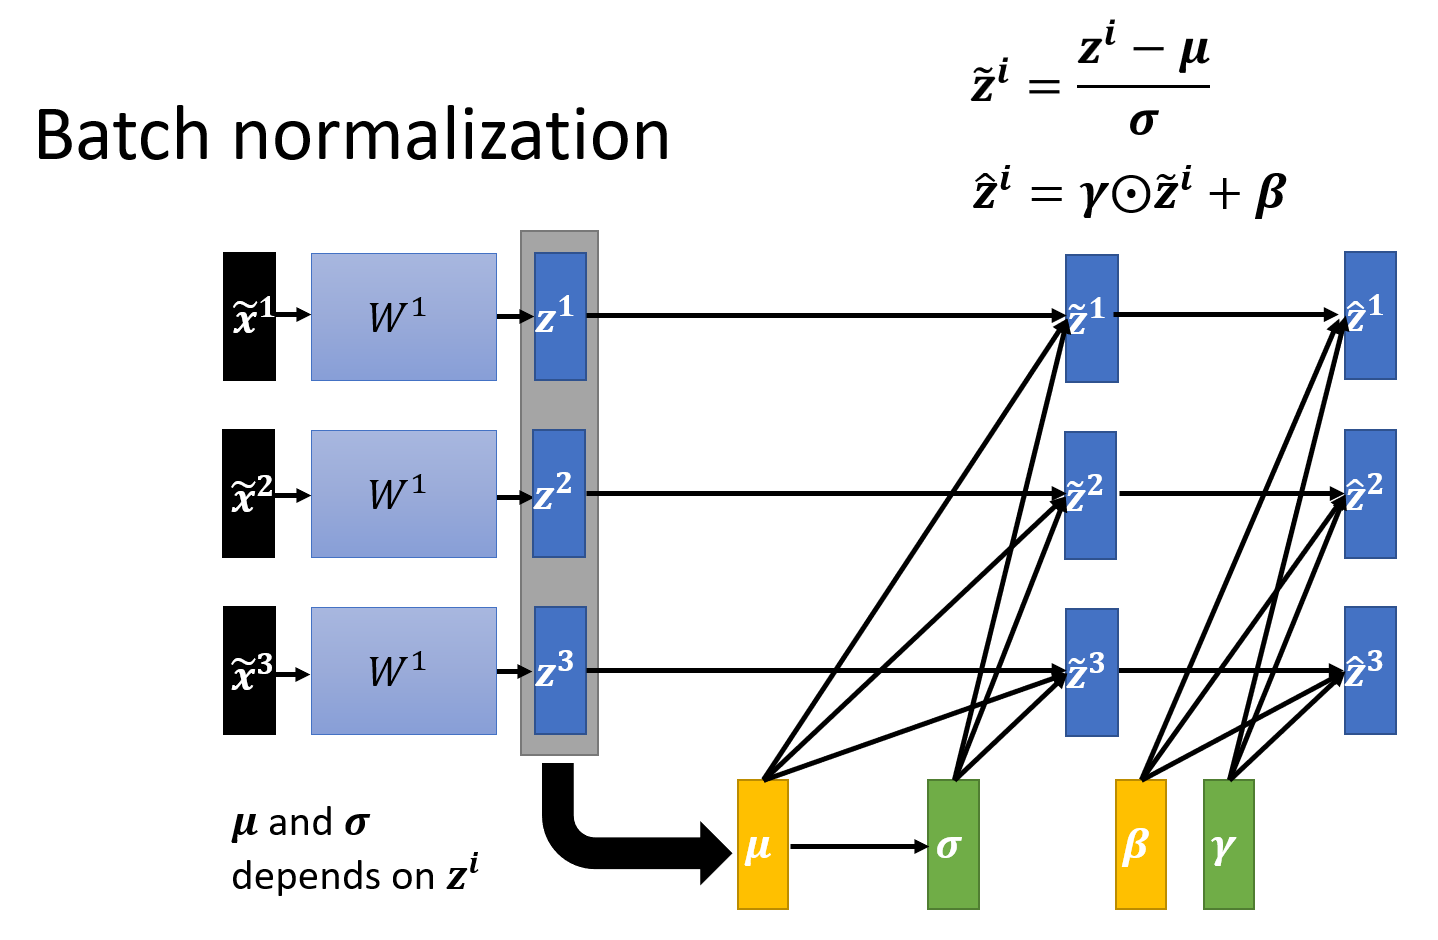 Batch normalization
z̃ⁱ = (zⁱ − μ) / σ
ẑⁱ = γ⊙z̃ⁱ + β
x̃¹ W¹ z¹ z̃¹ ẑ¹
x̃² W¹ z² z̃² ẑ²
x̃³ W¹ z³ z̃³ ẑ³
μ σ β γ
μ and σ
depends on zⁱ